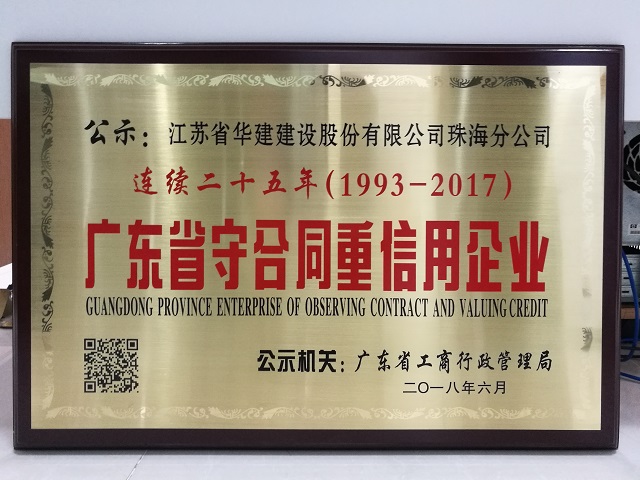 公示：江苏省华建建设股份有限公司珠海分公司
连续二十五年(1993-2017)
广东省守合同重信用企业
GUANGDONG PROVINCE ENTERPRISE OF OBSERVING CONTRACT AND VALUING CREDIT
公示机关：广东省工商行政管理局
二〇一八年六月